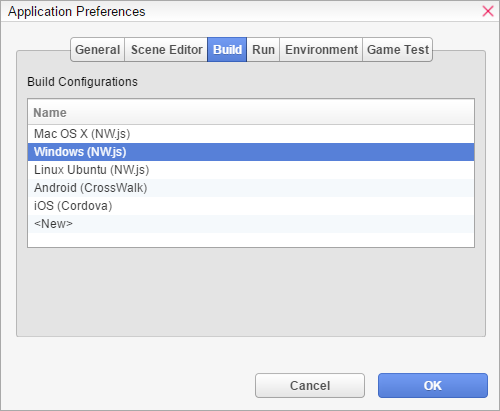 Application Preferences
General Scene Editor Build Run Environment Game Test
Build Configurations
Name
Mac OS X (NW.js)
Windows (NW.js)
Linux Ubuntu (NW.js)
Android (CrossWalk)
iOS (Cordova)
<New>
Cancel OK